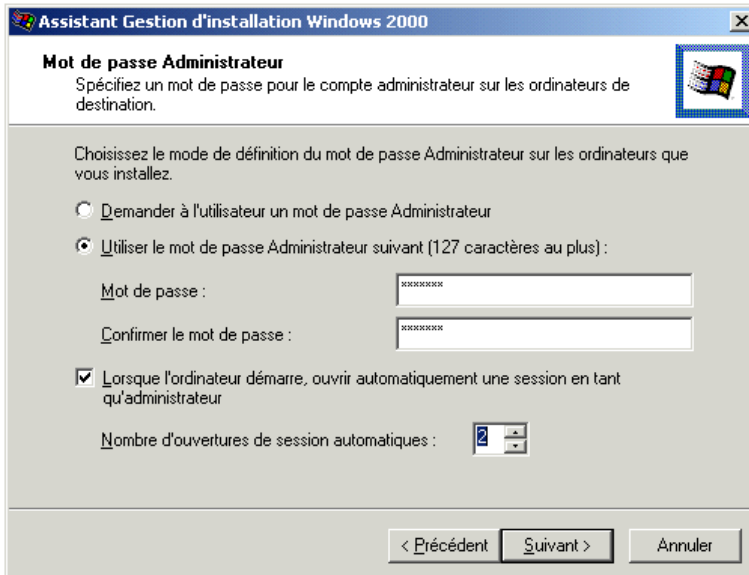 Assistant Gestion d'installation Windows 2000
Mot de passe Administrateur
Spécifiez un mot de passe pour le compte administrateur sur les ordinateurs de
destination.
Choisissez le mode de définition du mot de passe Administrateur sur les ordinateurs que
vous installez.
Demander à l'utilisateur un mot de passe Administrateur
Utiliser le mot de passe Administrateur suivant (127 caractères au plus) :
Mot de passe : *******
Confirmer le mot de passe : *******
Lorsque l'ordinateur démarre, ouvrir automatiquement une session en tant
qu'administrateur
Nombre d'ouvertures de session automatiques : 2
< Précédent Suivant > Annuler